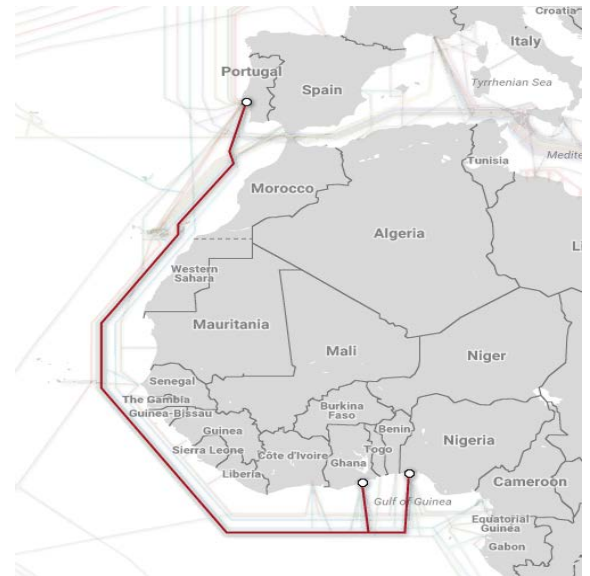 Croatia
Italy
Portugal
Spain
Tyrrhenian Sea
Tunisia
Medite
Morocco
Algeria
Li
Western
Sahara
Mauritania
Mali
Niger
Senegal
The Gambia
Guinea-Bissau
Burkina
Faso
Benin
Guinea
Nigeria
Sierra Leone
Côte d'Ivoire
Ghana
Togo
Liberia
Cameroon
Gulf of Guinea
Equatorial
Guinea
Gabon